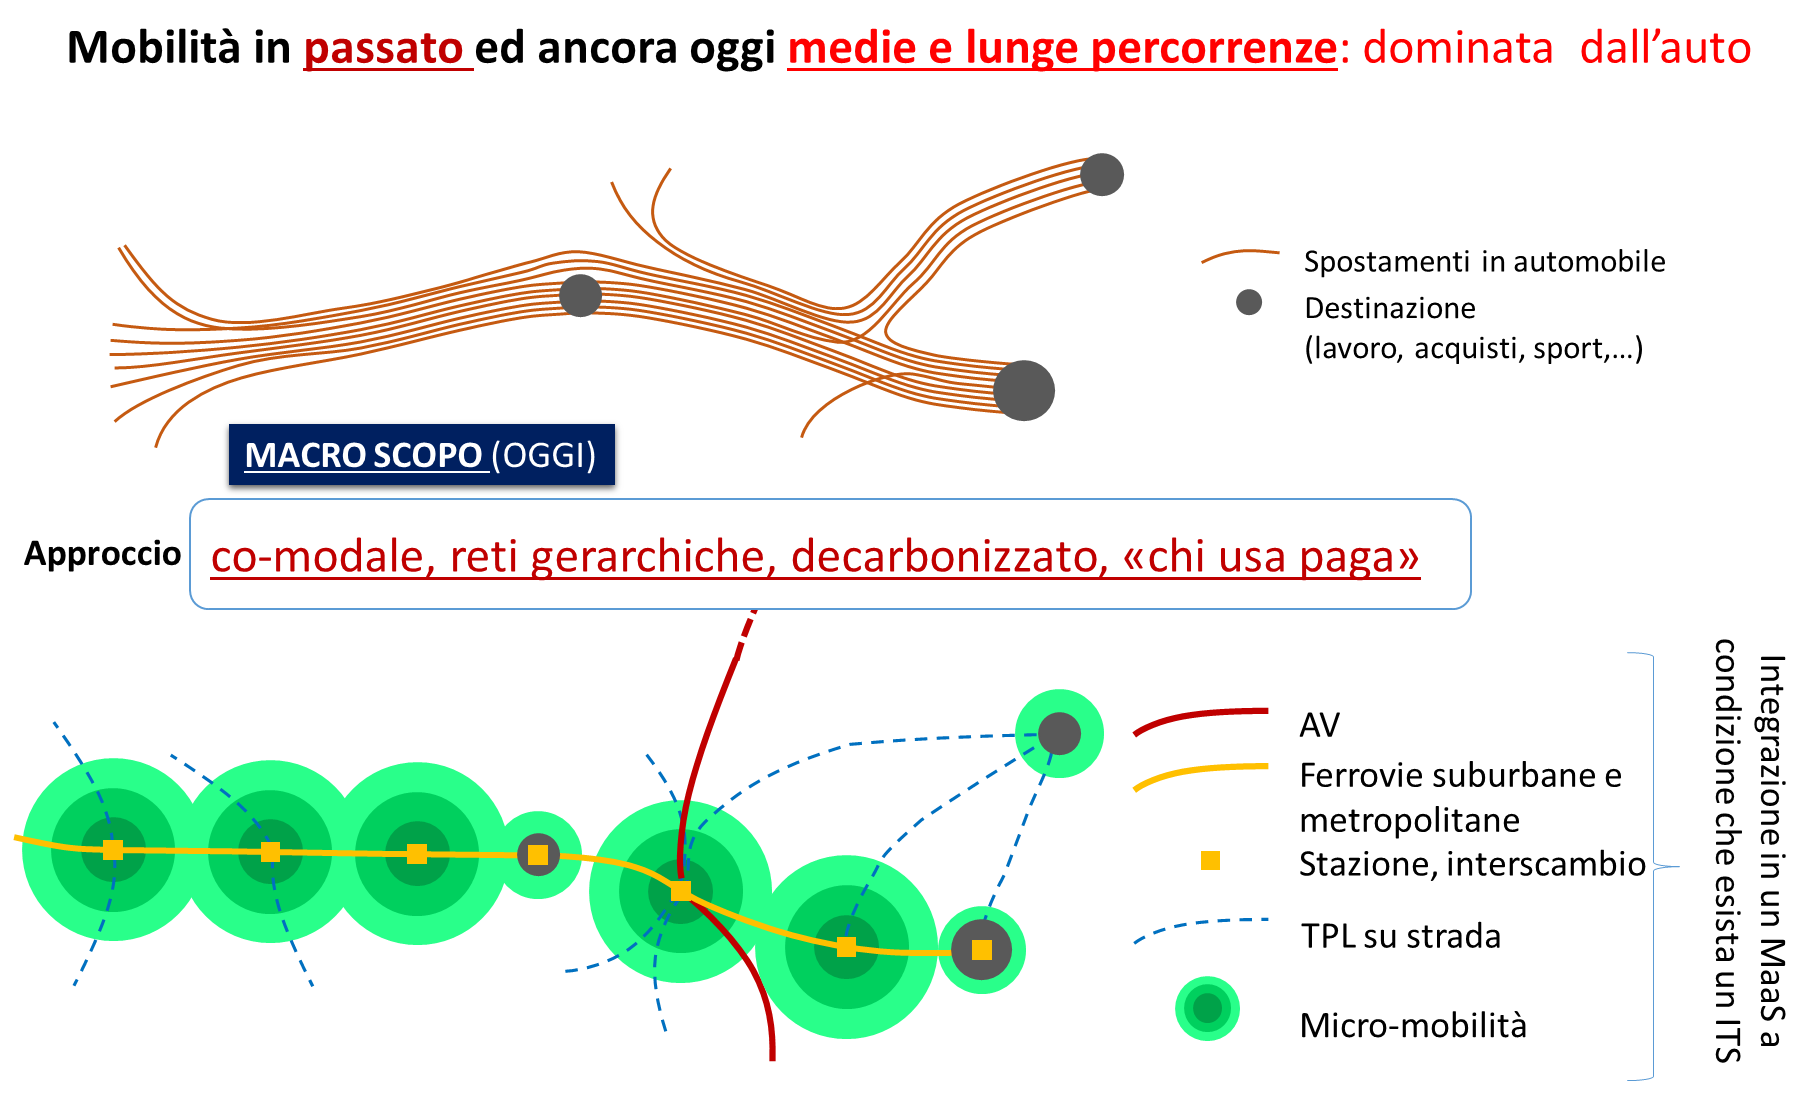 Mobilità in passato ed ancora oggi medie e lunge percorrenze: dominata dall’auto
Spostamenti in automobile
Destinazione
(lavoro, acquisti, sport,...)
MACRO SCOPO (OGGI)
Approccio
co-modale, reti gerarchiche, decarbonizzato, «chi usa paga»
AV
Ferrovie suburbane e
metropolitane
Stazione, interscambio
TPL su strada
Micro-mobilità
Integrazione in un MaaS a
condizione che esista un ITS